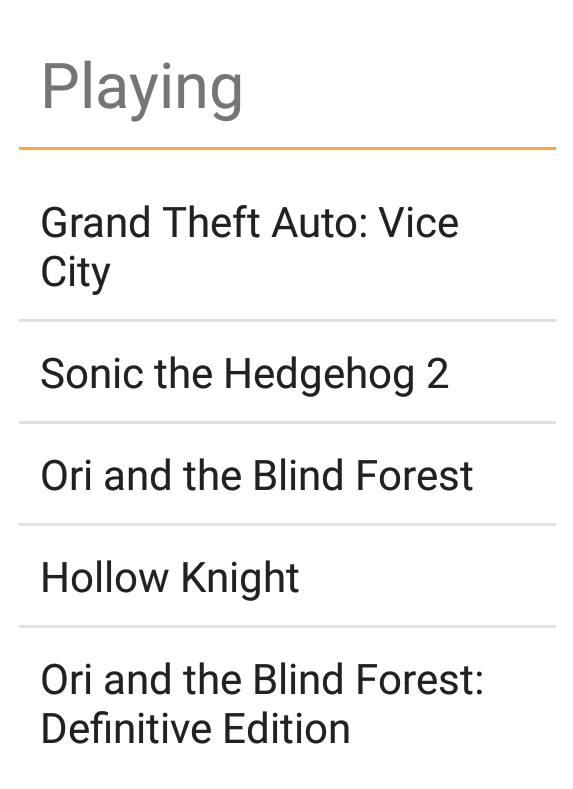 Playing
Grand Theft Auto: Vice
City
Sonic the Hedgehog 2
Ori and the Blind Forest
Hollow Knight
Ori and the Blind Forest:
Definitive Edition